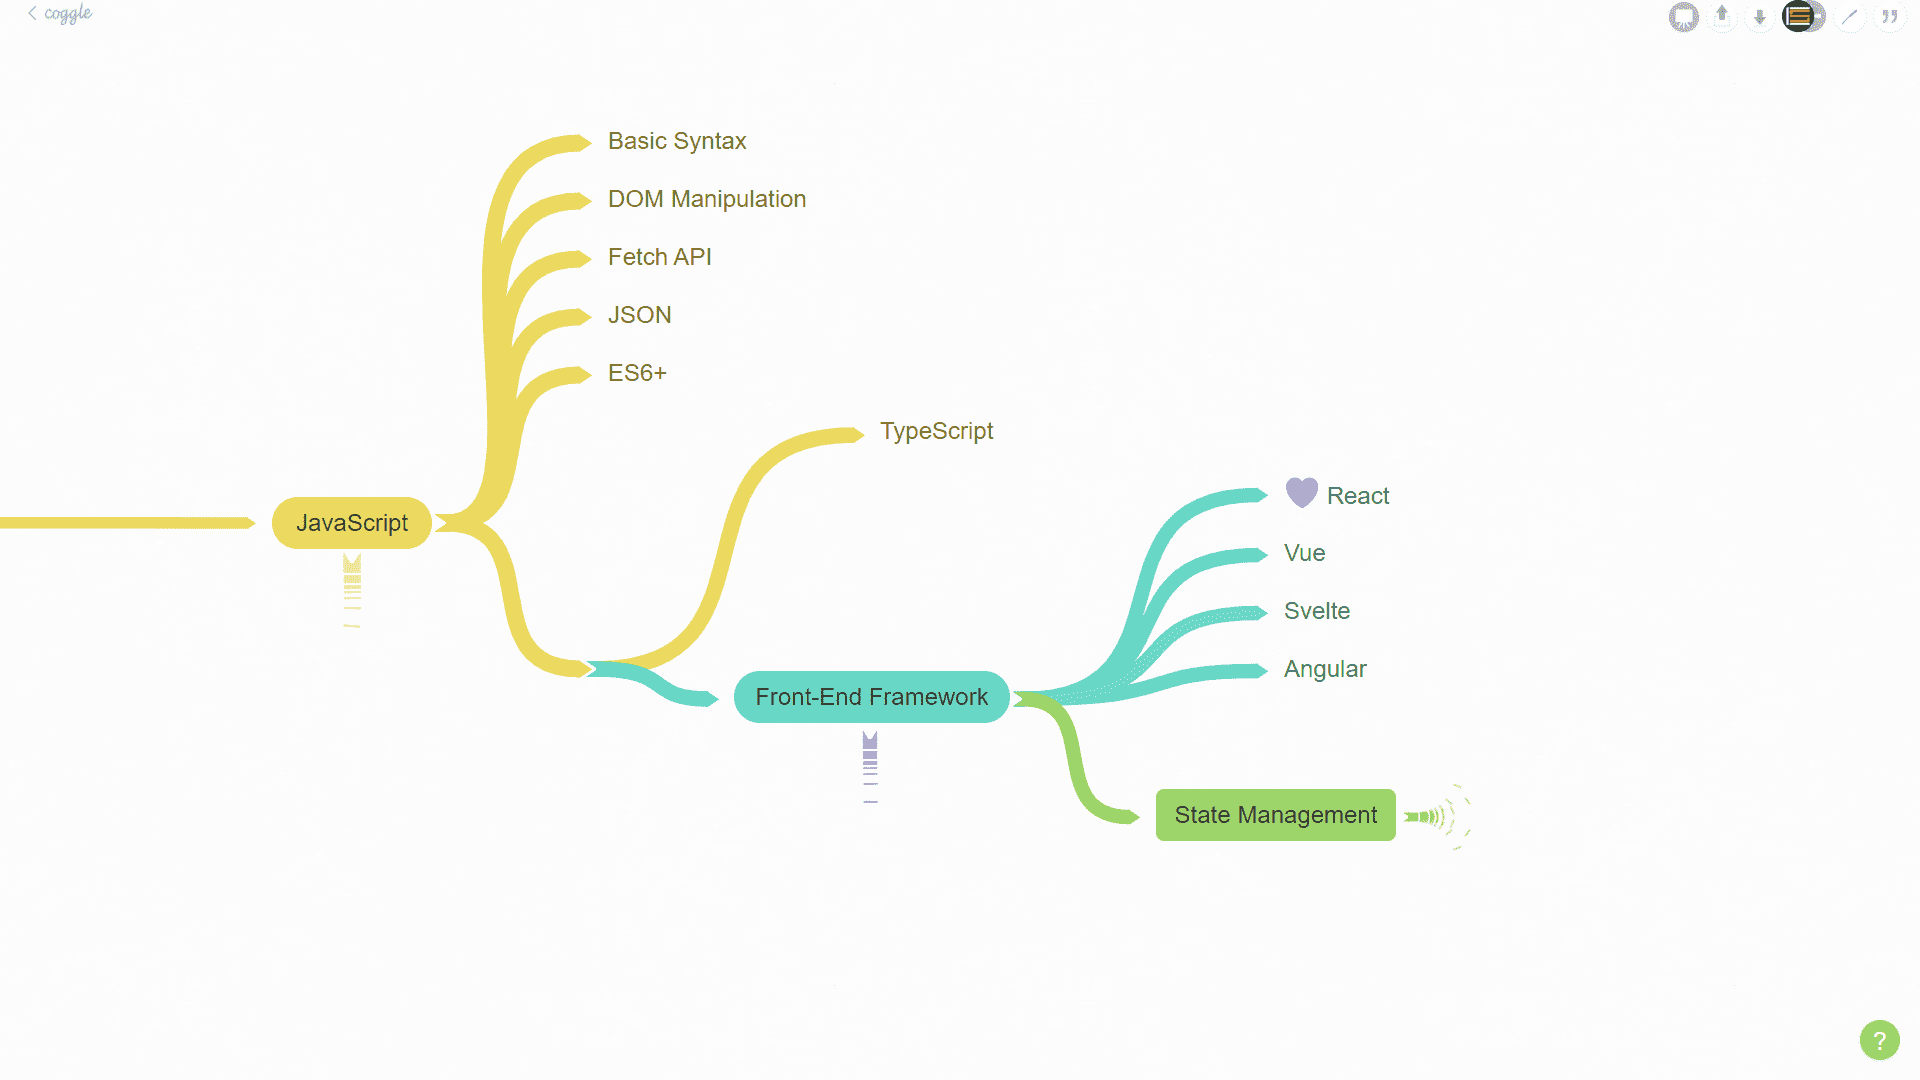 coggle
Basic Syntax
DOM Manipulation
Fetch API
JSON
ES6+
TypeScript
React
JavaScript
Vue
Svelte
Angular
Front-End Framework
State Management
?